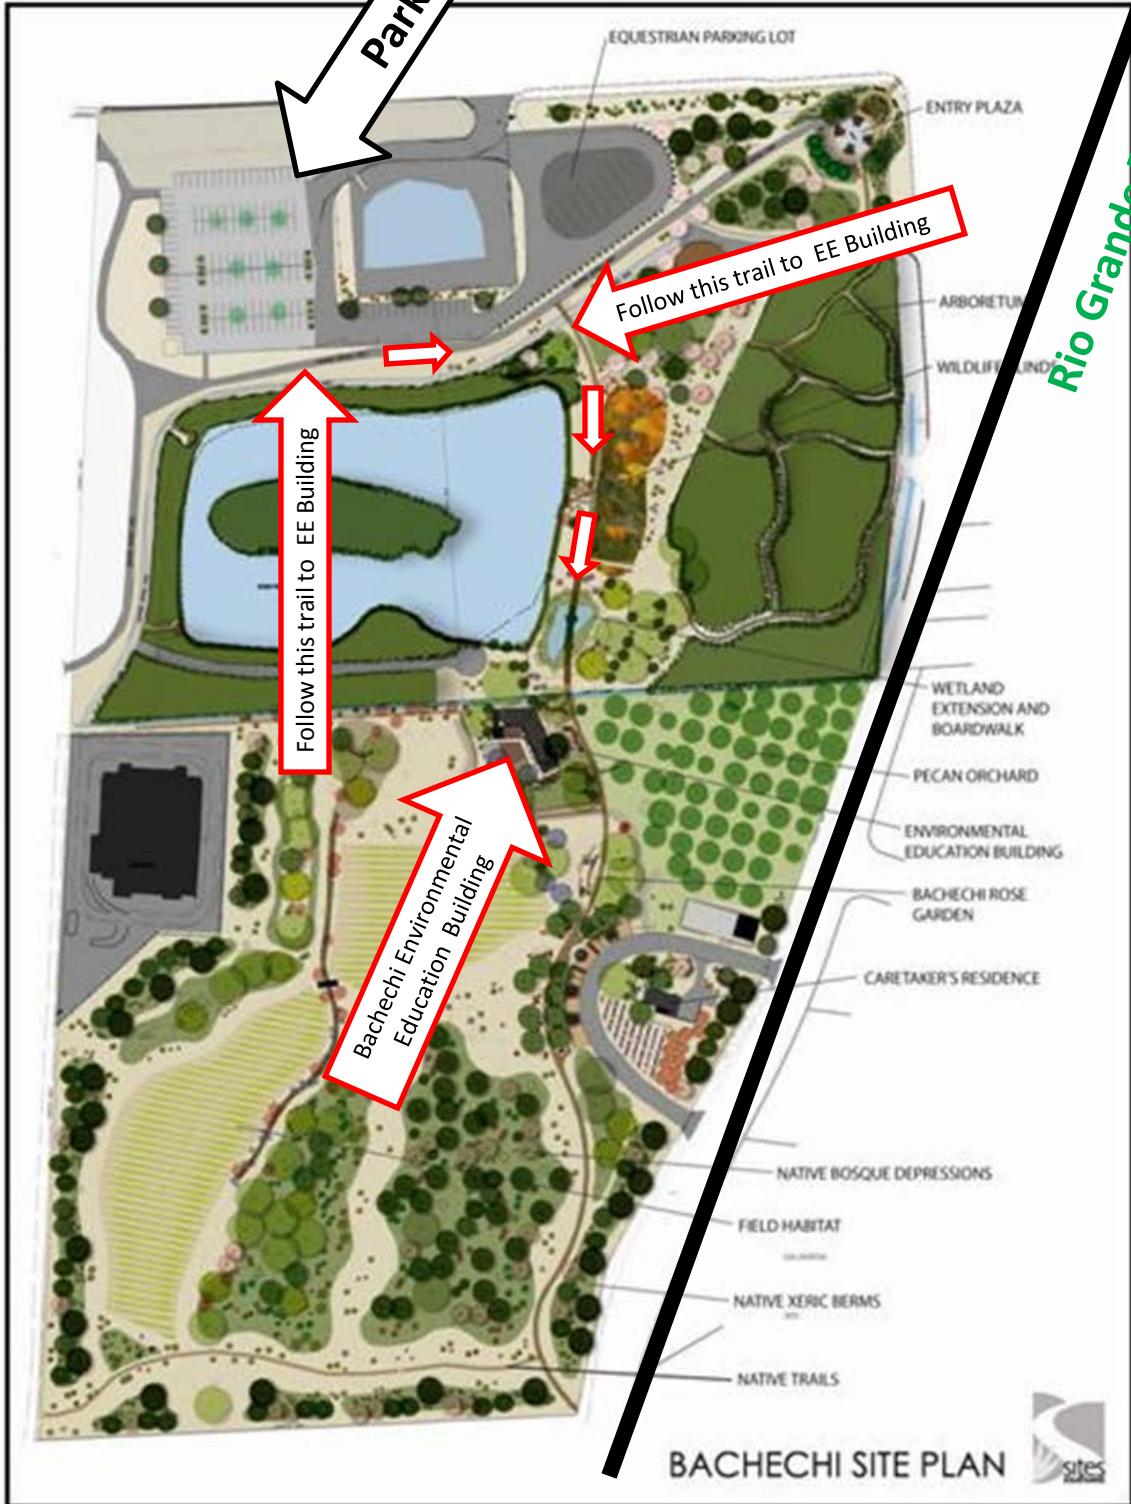 Park
EQUESTRIAN PARKING LOT
ENTRY PLAZA
Follow this trail to EE Building
Rio Grande
ARBORETUM
WILDLIFE BLINDS
Follow this trail to EE Building
WETLAND
EXTENSION AND
BOARDWALK
PECAN ORCHARD
ENVIRONMENTAL
EDUCATION BUILDING
Bachechi Environmental
Education Building
BACHECHI ROSE
GARDEN
CARETAKER'S RESIDENCE
NATIVE BOSQUE DEPRESSIONS
FIELD HABITAT
NATIVE XERIC BERMS
NATIVE TRAILS
BACHECHI SITE PLAN
sites